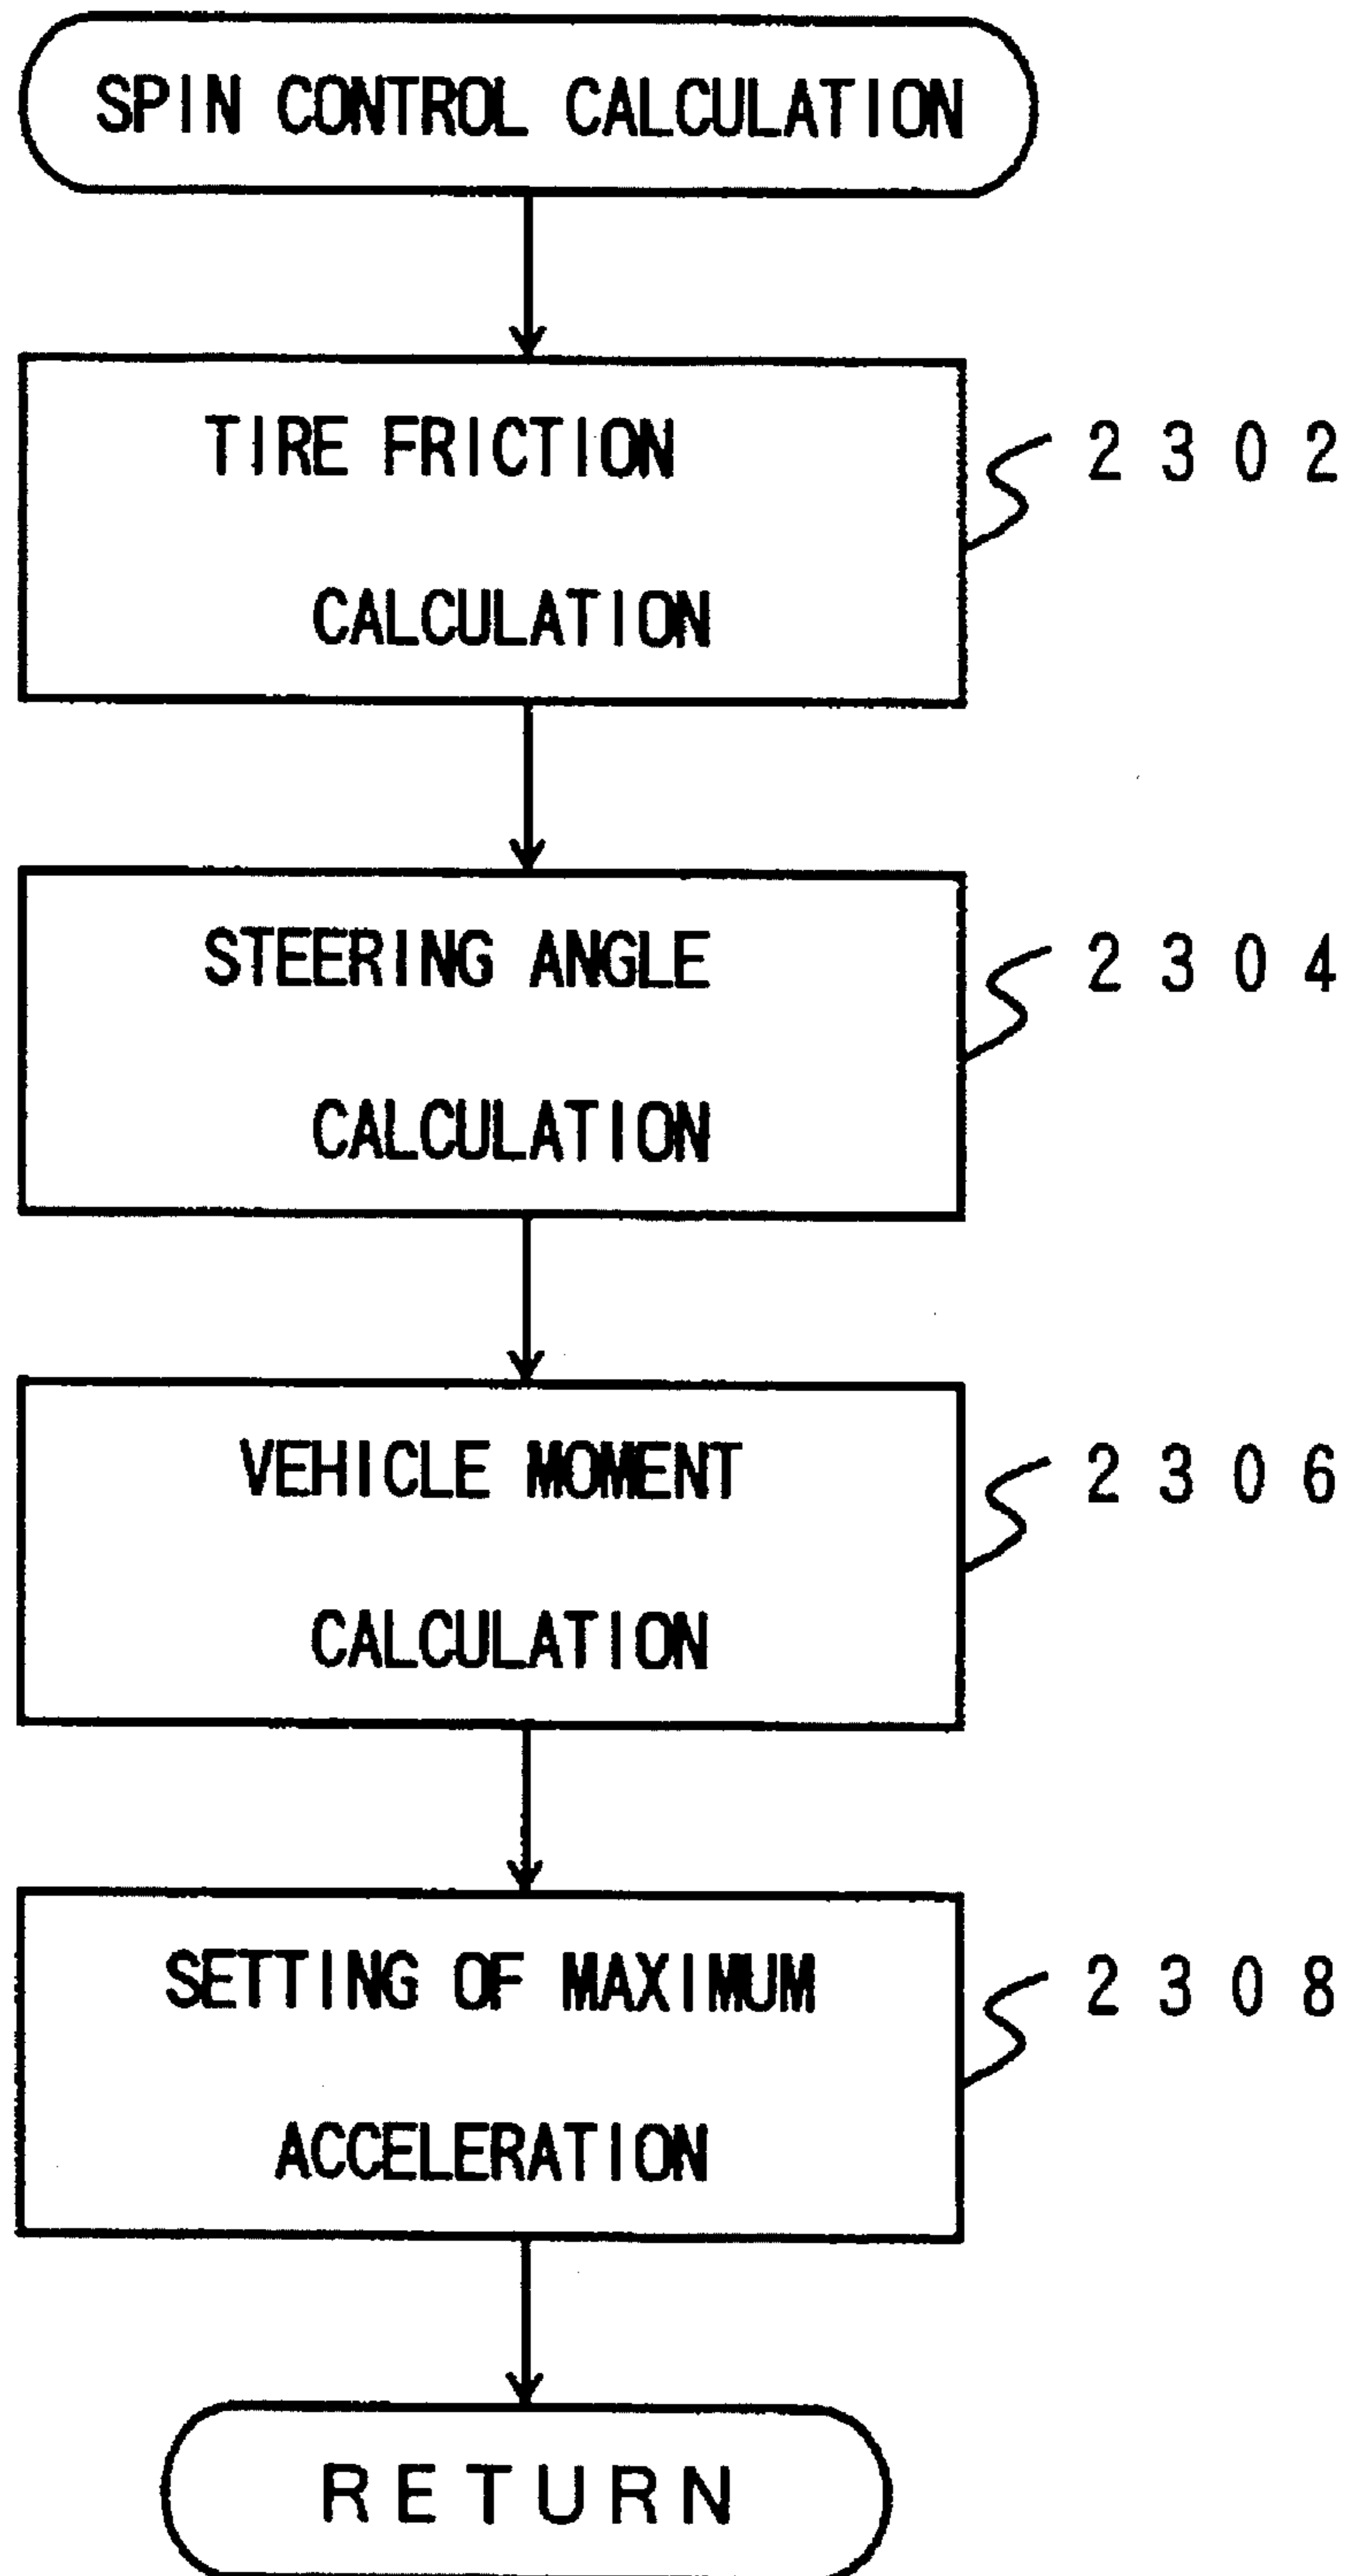 SPIN CONTROL CALCULATION
TIRE FRICTION
CALCULATION
2302
STEERING ANGLE
CALCULATION
2304
VEHICLE MOMENT
CALCULATION
2306
SETTING OF MAXIMUM
ACCELERATION
2308
RETURN